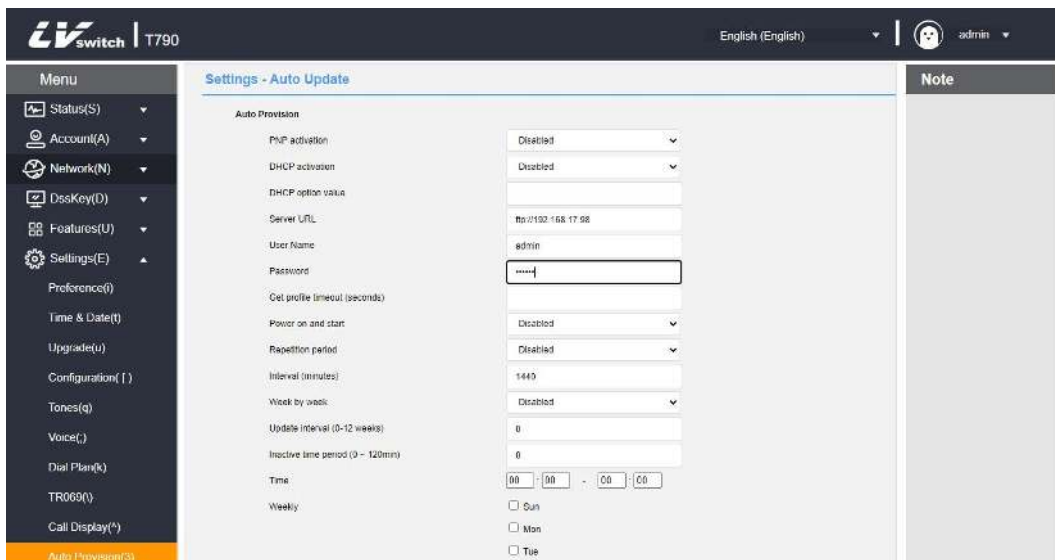 LV switch | T790
English (English)
admin
Menu
Status(S)
Account(A)
Network(N)
DssKey(D)
Features(U)
Settings(E)
Preference(i)
Time & Date(t)
Upgrade(u)
Configuration( [ )
Tones(q)
Voice(;)
Dial Plan(k)
TR069(\)
Call Display(^)
Auto Provision(3)
Settings - Auto Update
Auto Provision
PNP activation Disabled
DHCP activation Disabled
DHCP option value
Server URL ftp://192.168.17.98
User Name admin
Password ••••••
Get profile timeout (seconds)
Power on and start Disabled
Repetition period Disabled
Interval (minutes) 1440
Week by week Disabled
Update interval (0-12 weeks) 0
Inactive time period (0 ~ 120min) 0
Time 00 : 00 - 00 : 00
Weekly Sun
Mon
Tue
Note